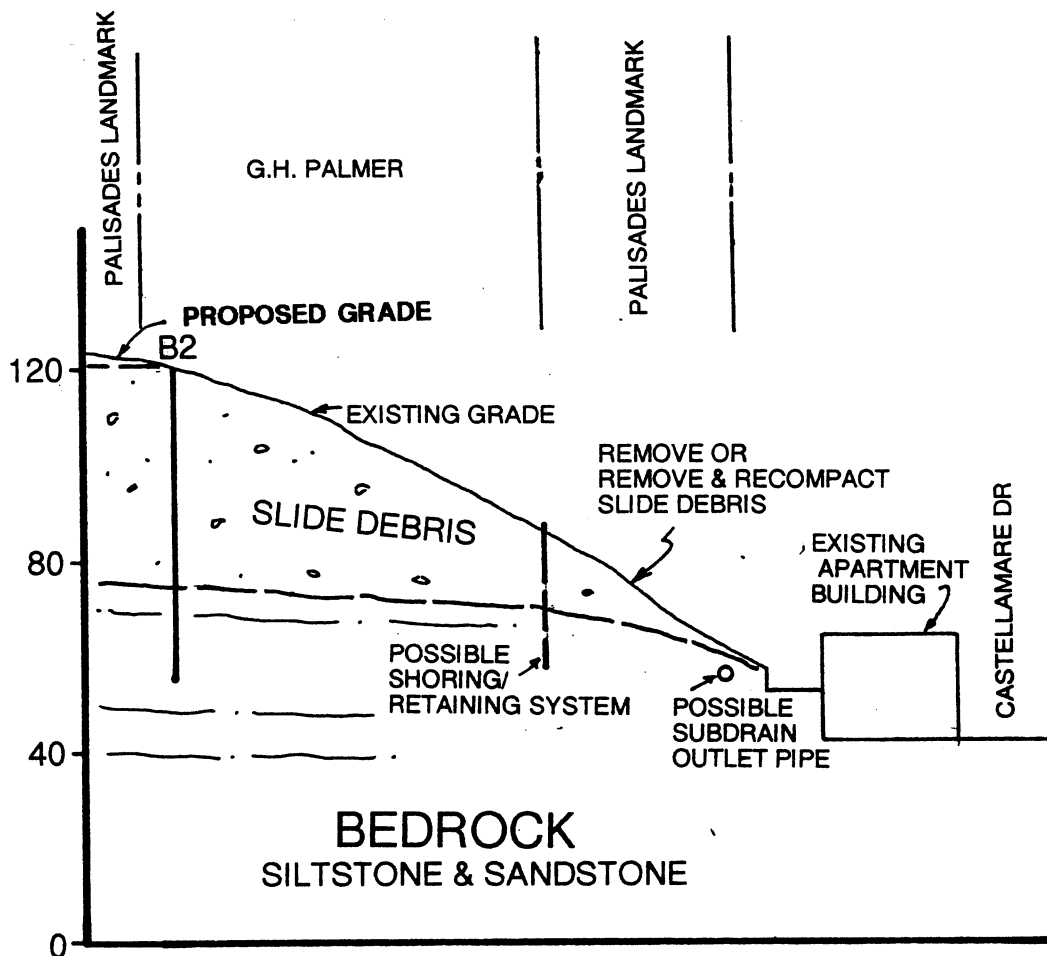 PALISADES LANDMARK
G.H. PALMER
PALISADES LANDMARK
PROPOSED GRADE
B2
120
EXISTING GRADE
REMOVE OR
REMOVE & RECOMPACT
SLIDE DEBRIS
SLIDE DEBRIS
80
EXISTING
APARTMENT
BUILDING
CASTELLAMARE DR
POSSIBLE
SHORING/
RETAINING SYSTEM
POSSIBLE
SUBDRAIN
OUTLET PIPE
40
BEDROCK
SILTSTONE & SANDSTONE
0